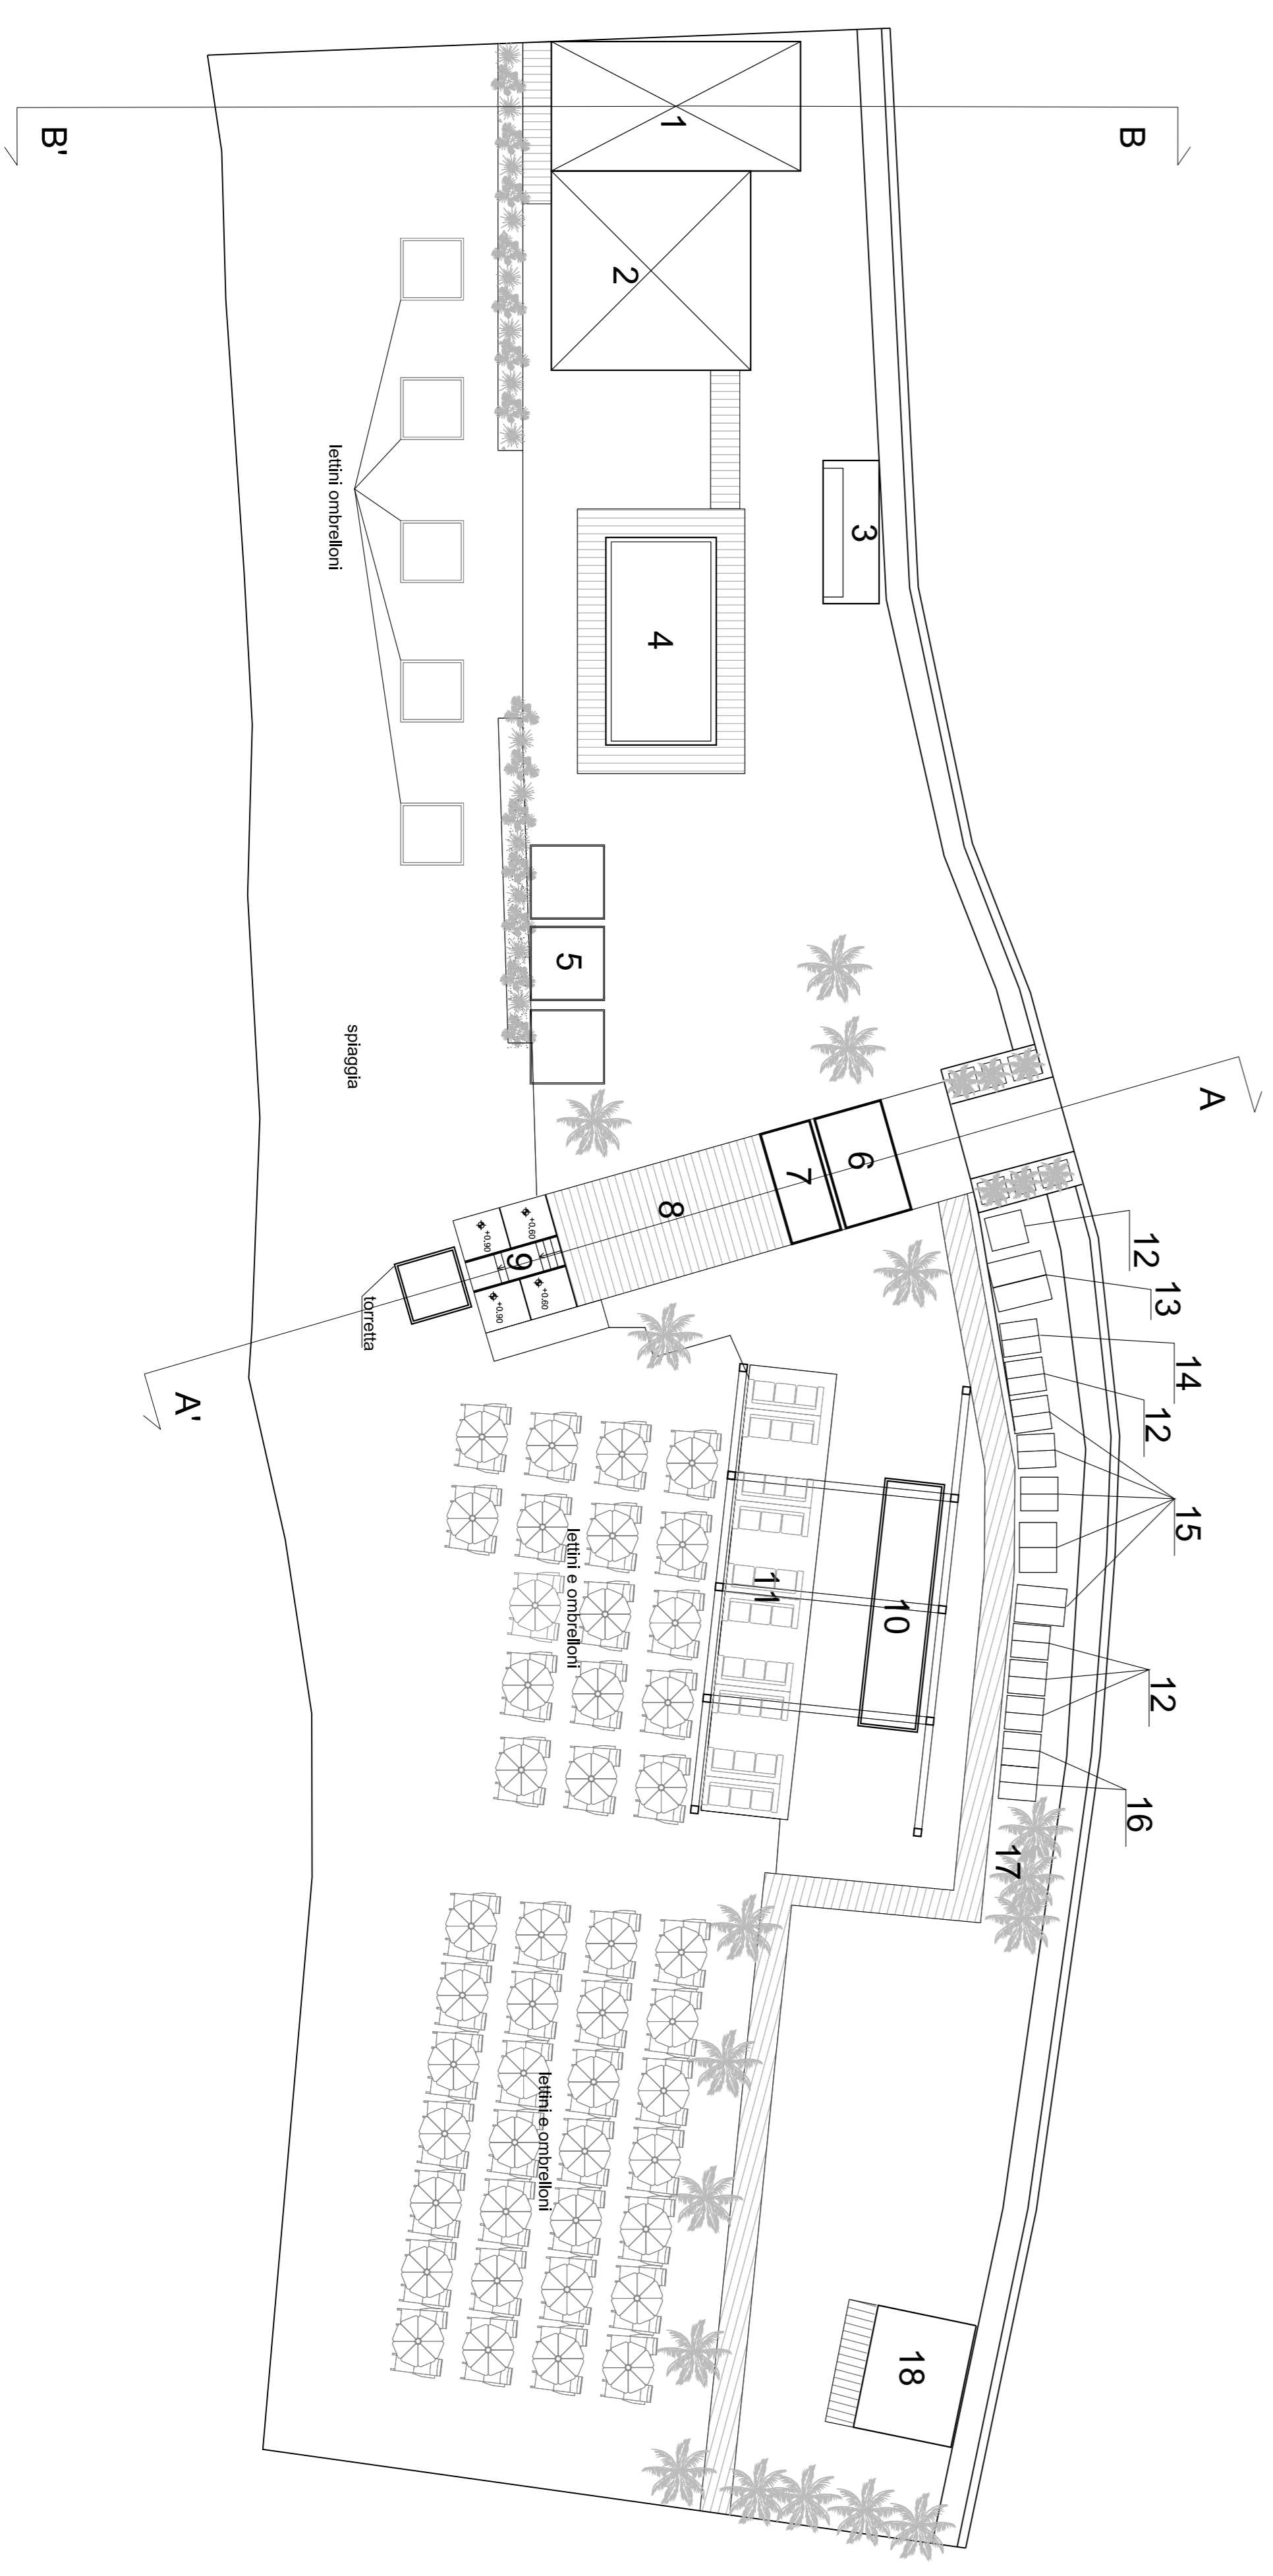 B'
B
1
2
lettini ombrelloni
3
4
5
spiaggia
A
6
7
8
9
+0,60
+0,90
+0,60
+0,90
torretta
A'
12
13
14
12
15
10
11
lettini e ombrelloni
12
16
17
lettini e ombrelloni
18